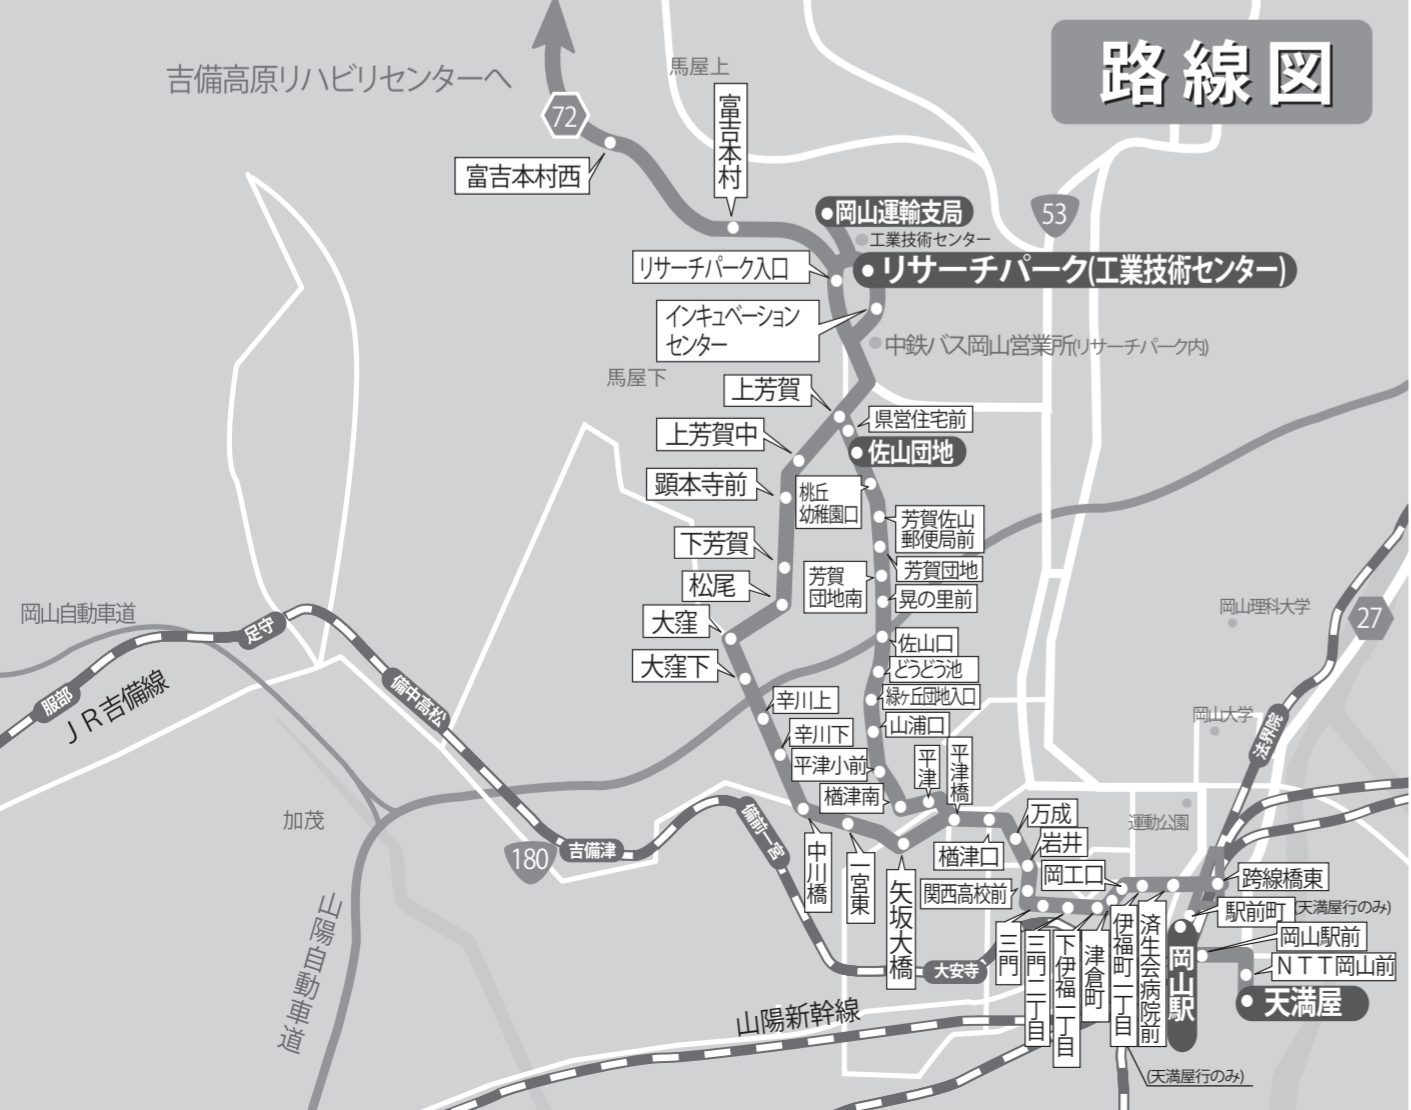 路線図
吉備高原リハビリセンターへ
馬屋上
72
富吉本村
富吉本村西
53
岡山運輸支局
工業技術センター
リサーチパーク入口
リサーチパーク(工業技術センター)
インキュベーション
センター
中鉄バス岡山営業所(リサーチパーク内)
馬屋下
上芳賀
県営住宅前
上芳賀中
佐山団地
顕本寺前
桃丘
幼稚園口
芳賀佐山
郵便局前
下芳賀
芳賀団地
松尾
芳賀
団地南
晃の里前
岡山理科大学
27
岡山自動車道
足守
大窪
佐山口
大窪下
どうどう池
服部
JR吉備線
備中高松
辛川上
緑ヶ丘団地入口
岡山大学
法界院
辛川下
山浦口
平津小前
平津
平津橋
楢津南
加茂
備前一宮
万成
運動公園
180
吉備津
中川橋
一宮東
矢坂大橋
楢津口
岩井
関西高校前
岡工口
跨線橋東
駅前町
(天満屋行のみ)
山陽自動車道
三門
三門二丁目
下伊福一丁目
津倉町
伊福町一丁目
済生会病院前
岡山駅
岡山駅前
NTT岡山前
大安寺
天満屋
山陽新幹線
(天満屋行のみ)